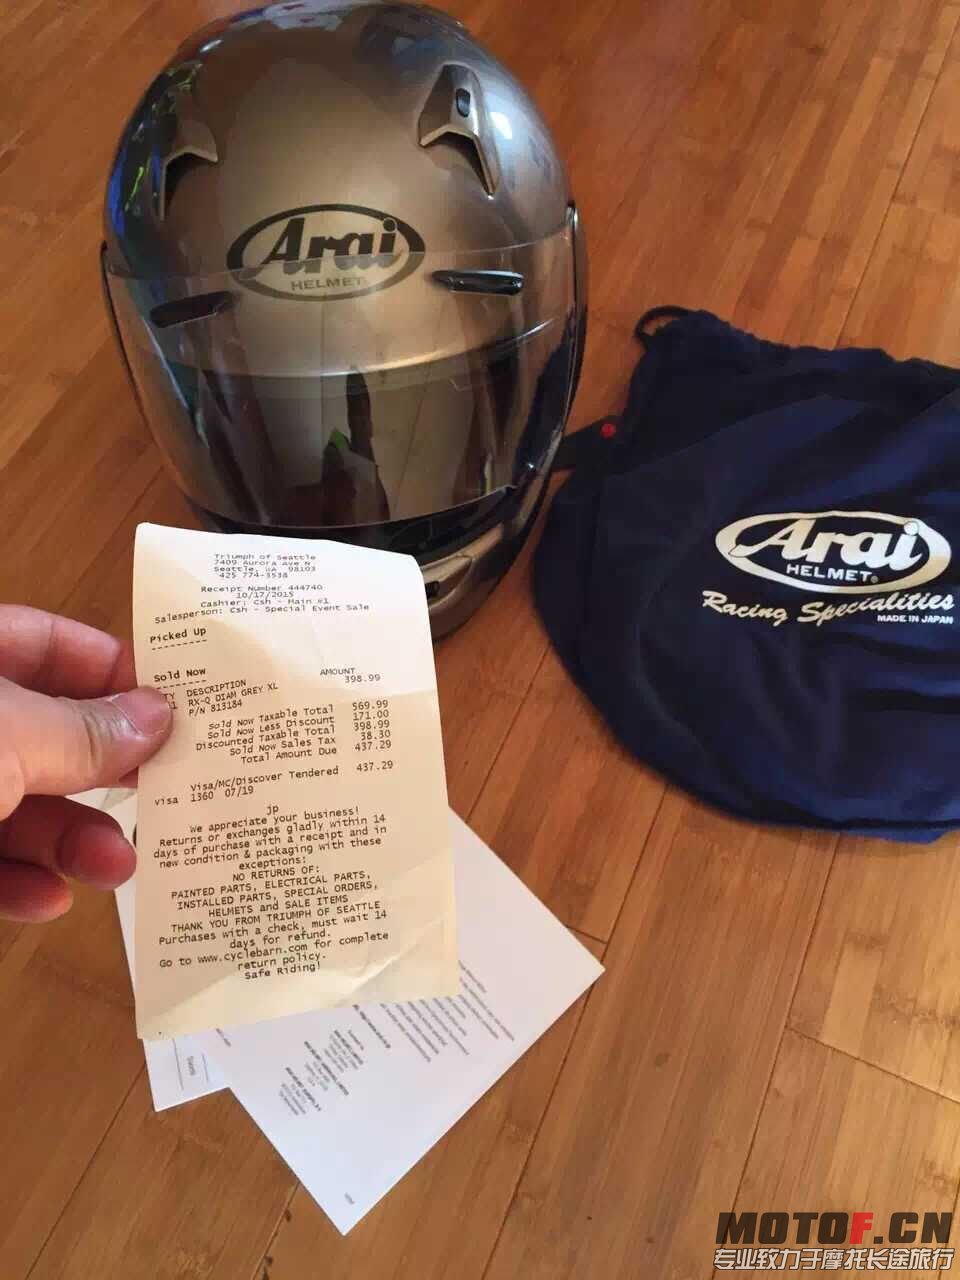 Arai
HELMET
Arai
HELMET®
Racing Specialities
MADE IN JAPAN
Triumph of Seattle
7409 Aurora Ave N
Seattle, WA 98103
425 774-3538
Receipt Number 444740
10/17/2015
Cashier: Csh - Main #1
Salesperson: Csh - Special Event Sale
Picked Up
---------
Sold Now
--------
DESCRIPTION AMOUNT
RX-Q DIAM GREY XL 398.99
P/N 813184
Sold Now Taxable Total 569.99
Sold Now Less Discount 171.00
Discounted Taxable Total 398.99
Sold Now Sales Tax 38.30
Total Amount Due 437.29
Visa/MC/Discover Tendered 437.29
visa 1360 07/19
jp
We appreciate your business!
Returns or exchanges gladly within 14
days of purchase with a receipt and in
new condition & packaging with these
exceptions:
NO RETURNS OF:
PAINTED PARTS, ELECTRICAL PARTS,
INSTALLED PARTS, SPECIAL ORDERS,
HELMETS and SALE ITEMS
THANK YOU FROM TRIUMPH OF SEATTLE
Purchases with a check, must wait 14
days for refund.
Go to www.cyclebarn.com for complete
return policy.
Safe Riding!
MOTOF.CN
专业致力于摩托长途旅行